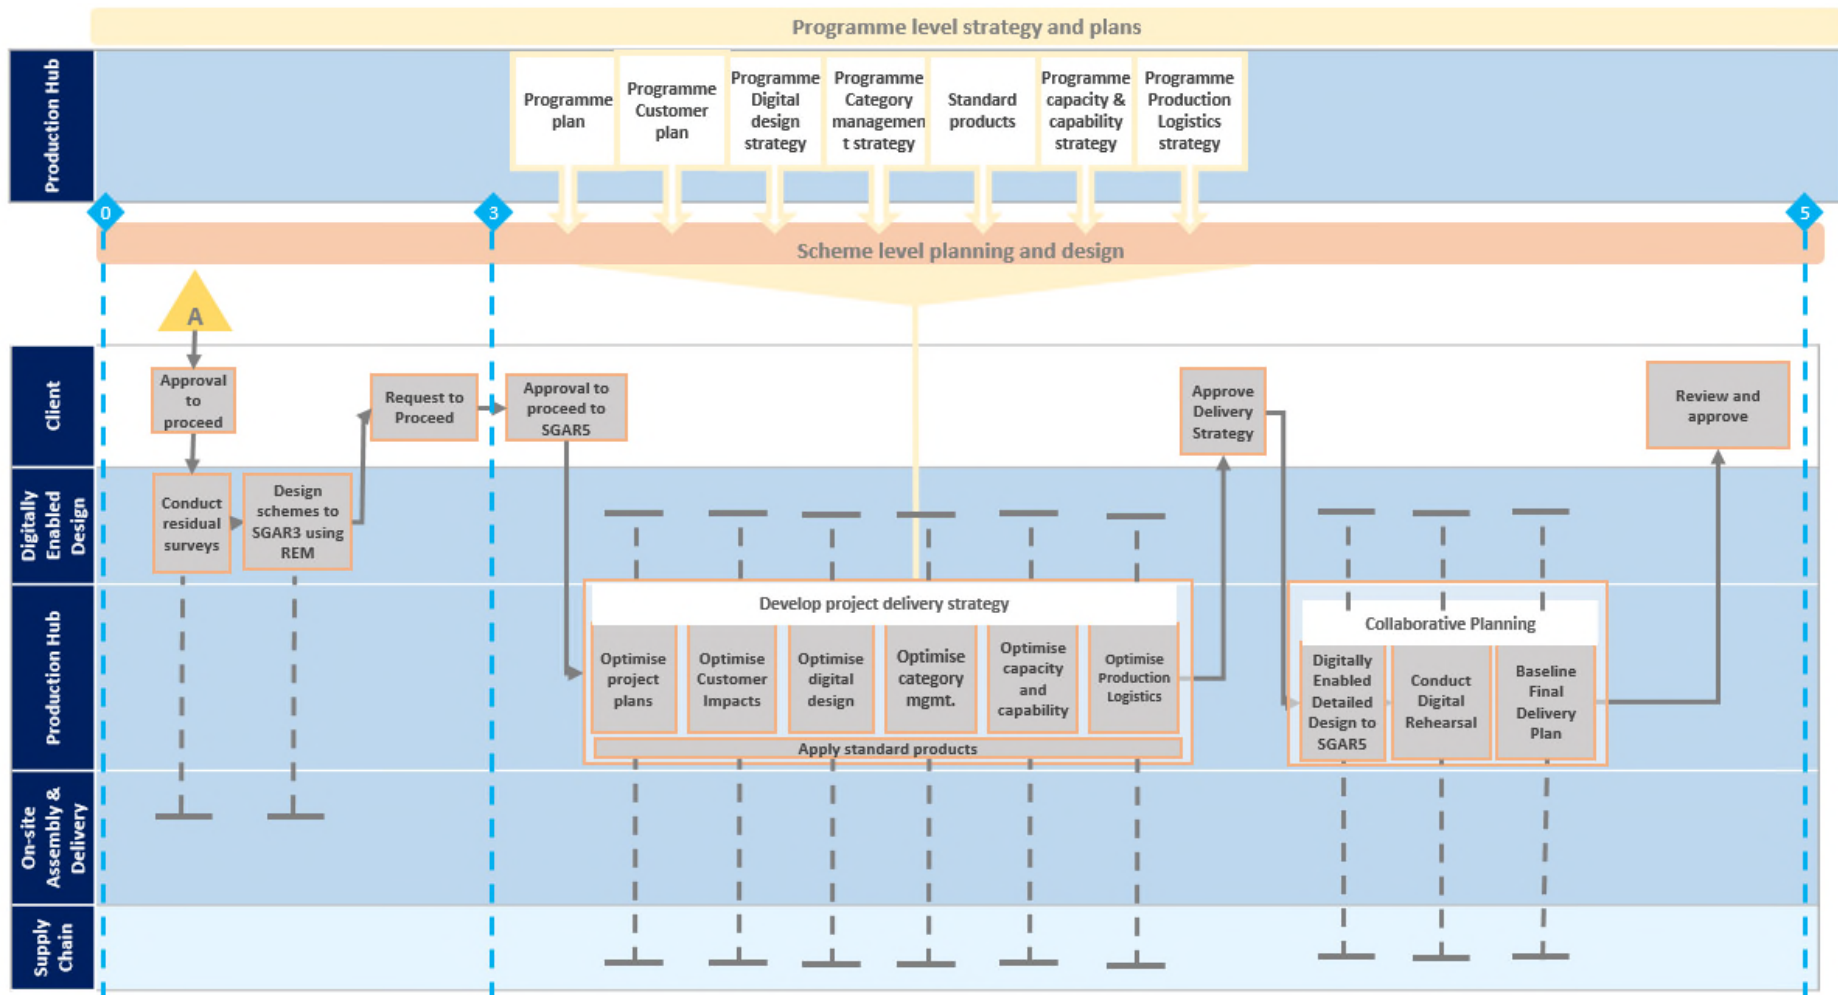 Programme level strategy and plans
Production Hub
Programme
plan
Programme
Customer
plan
Programme
Digital
design
strategy
Programme
Category
managemen
t strategy
Standard
products
Programme
capacity &
capability
strategy
Programme
Production
Logistics
strategy
0
3
5
Scheme level planning and design
A
Client
Approval
to
proceed
Request to
Proceed
Approval to
proceed to
SGAR5
Approve
Delivery
Strategy
Review and
approve
Digitally
Enabled
Design
Conduct
residual
surveys
Design
schemes to
SGAR3 using
REM
Production Hub
Develop project delivery strategy
Optimise
project
plans
Optimise
Customer
Impacts
Optimise
digital
design
Optimise
category
mgmt.
Optimise
capacity
and
capability
Optimise
Production
Logistics
Apply standard products
Collaborative Planning
Digitally
Enabled
Detailed
Design to
SGAR5
Conduct
Digital
Rehearsal
Baseline
Final
Delivery
Plan
On-site
Assembly &
Delivery
Supply
Chain